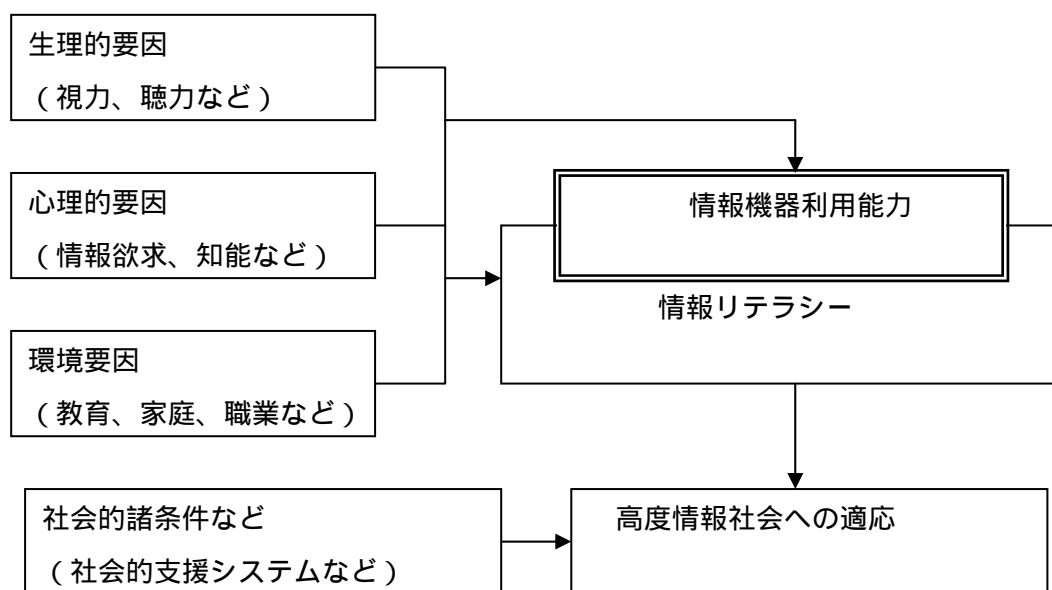 生理的要因
（視力、聴力など）
心理的要因
（情報欲求、知能など）
環境要因
（教育、家庭、職業など）
情報機器利用能力
情報リテラシー
社会的諸条件など
（社会的支援システムなど）
高度情報社会への適応